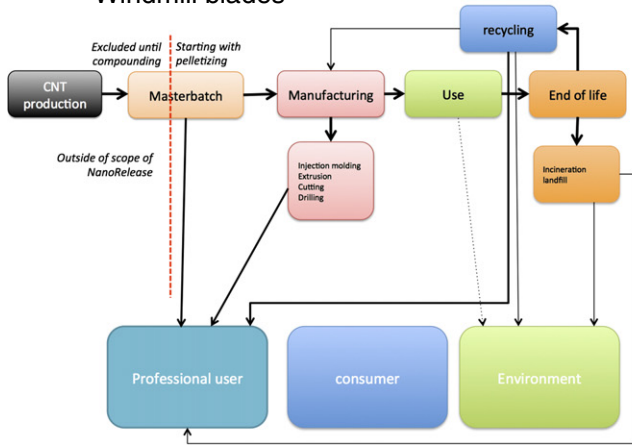 Windmill blades
recycling
Excluded until
compounding
Starting with
pelletizing
CNT
production
Masterbatch
Manufacturing
Use
End of life
Outside of scope of
NanoRelease
Injection molding
Extrusion
Cutting
Drilling
Incineration
landfill
Professional user
consumer
Environment